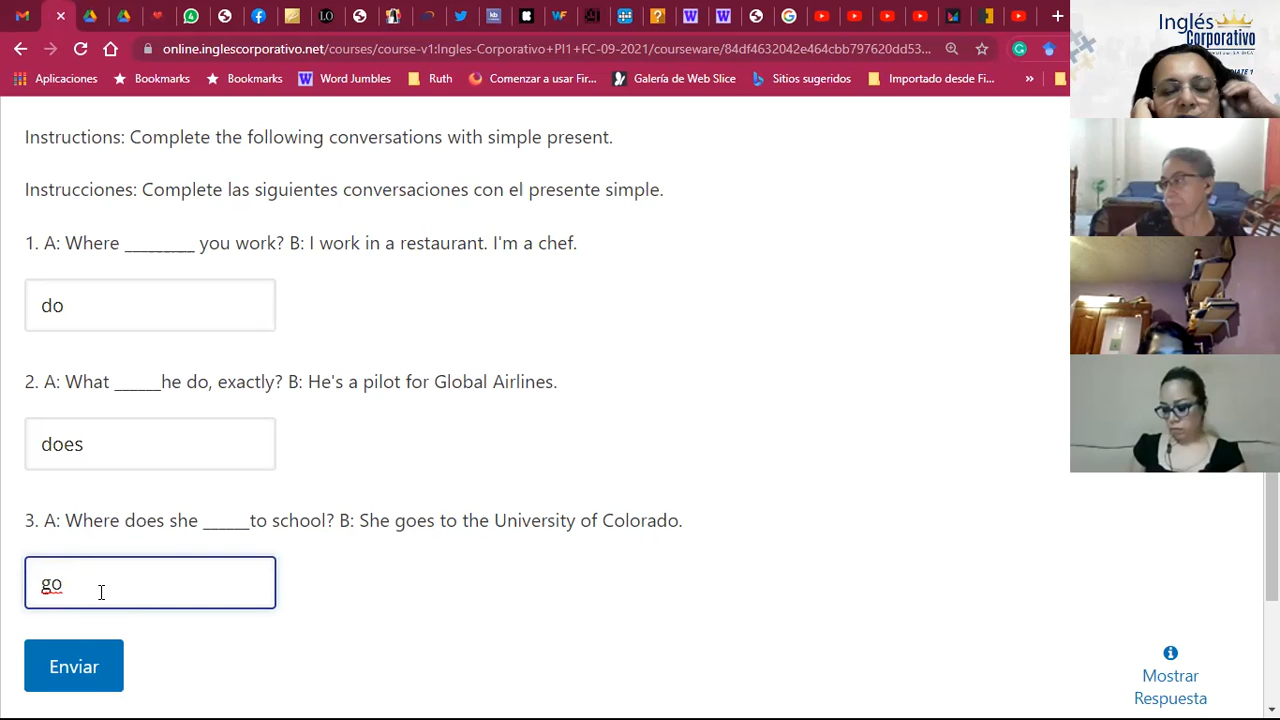 online.inglescorporativo.net/courses/course-v1:Ingles-Corporativo+PI1+FC-09-2021/courseware/84df4632042e464cbb797620dd53...
Aplicaciones
Bookmarks
Bookmarks
Word Jumbles
Ruth
Comenzar a usar Fir...
Galería de Web Slice
Sitios sugeridos
Importado desde Fi...
»
Inglés
Corporativo
Instructions: Complete the following conversations with simple present.
Instrucciones: Complete las siguientes conversaciones con el presente simple.
1. A: Where _________ you work? B: I work in a restaurant. I'm a chef.
do
2. A: What ______he do, exactly? B: He's a pilot for Global Airlines.
does
3. A: Where does she ______to school? B: She goes to the University of Colorado.
go
Enviar
Mostrar
Respuesta